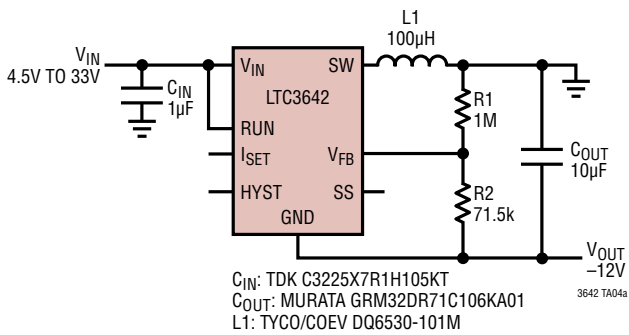 L1
100µH
VIN
4.5V TO 33V
CIN
1µF
VIN
SW
LTC3642
RUN
ISET
VFB
HYST
SS
GND
R1
1M
R2
71.5k
COUT
10µF
VOUT
–12V
3642 TA04a
CIN: TDK C3225X7R1H105KT
COUT: MURATA GRM32DR71C106KA01
L1: TYCO/COEV DQ6530-101M